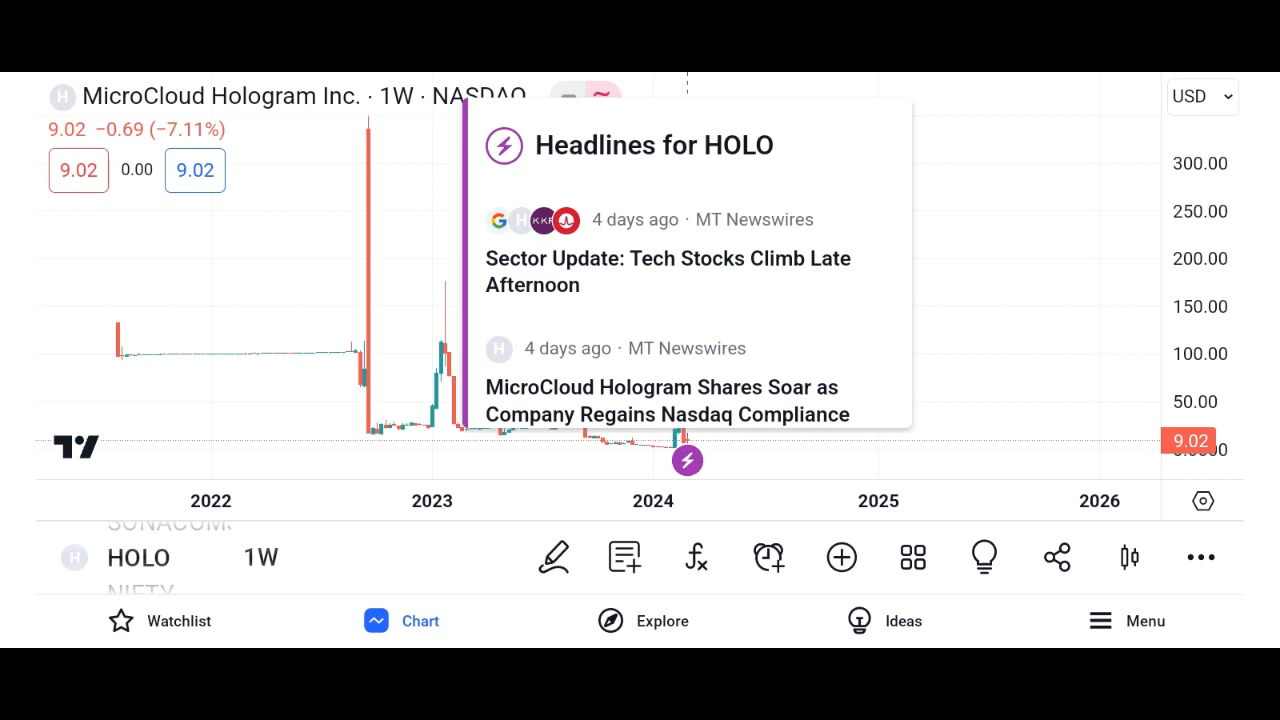 MicroCloud Hologram Inc. · 1W · NASDAQ
USD
9.02 −0.69 (−7.11%)
9.02 0.00 9.02
Headlines for HOLO
4 days ago · MT Newswires
Sector Update: Tech Stocks Climb Late
Afternoon
4 days ago · MT Newswires
MicroCloud Hologram Shares Soar as
Company Regains Nasdaq Compliance
300.00
250.00
200.00
150.00
100.00
50.00
9.02
2022 2023 2024 2025 2026
H HOLO 1W
NIFTY
Watchlist Chart Explore Ideas Menu